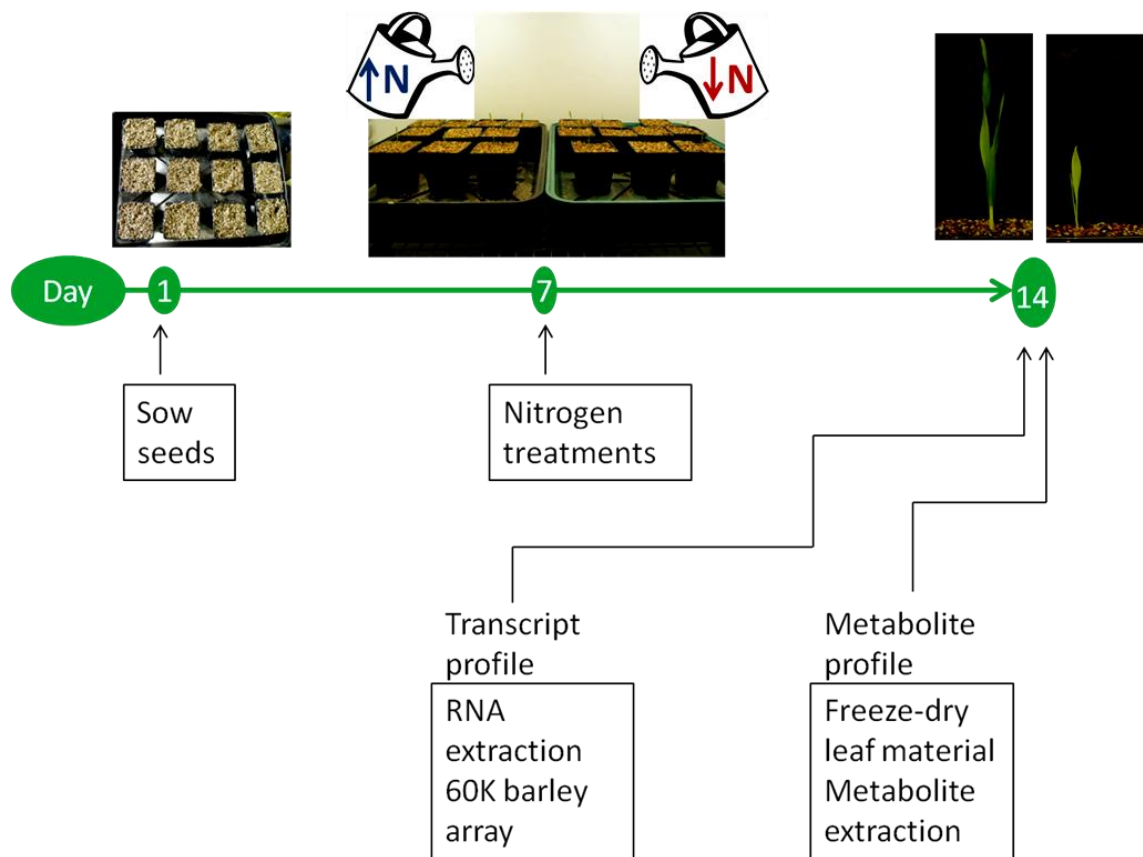 ↑N
↓N
Day
1
7
14
Sow
seeds
Nitrogen
treatments
Transcript
profile
RNA
extraction
60K barley
array
Metabolite
profile
Freeze-dry
leaf material
Metabolite
extraction